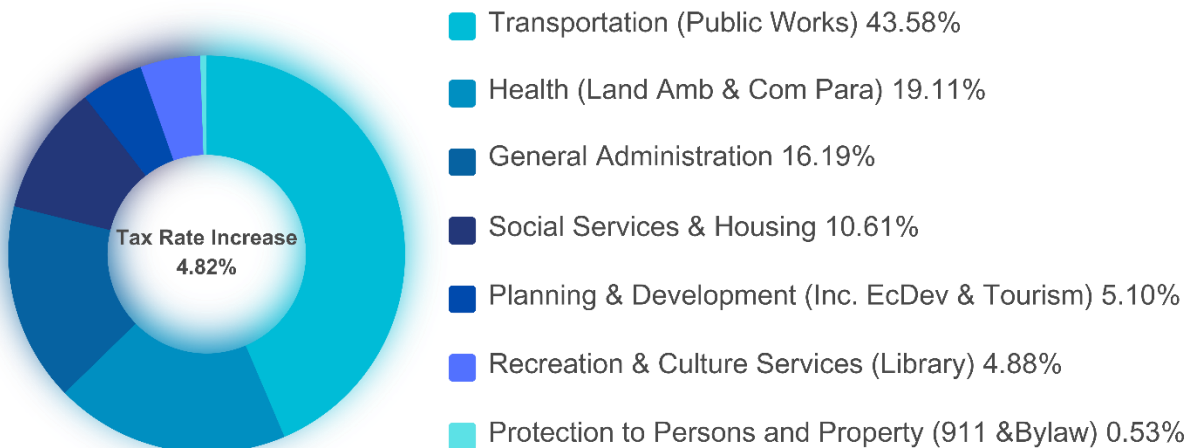 Transportation (Public Works) 43.58%
Health (Land Amb & Com Para) 19.11%
General Administration 16.19%
Social Services & Housing 10.61%
Planning & Development (Inc. EcDev & Tourism) 5.10%
Recreation & Culture Services (Library) 4.88%
Protection to Persons and Property (911 &Bylaw) 0.53%
Tax Rate Increase
4.82%